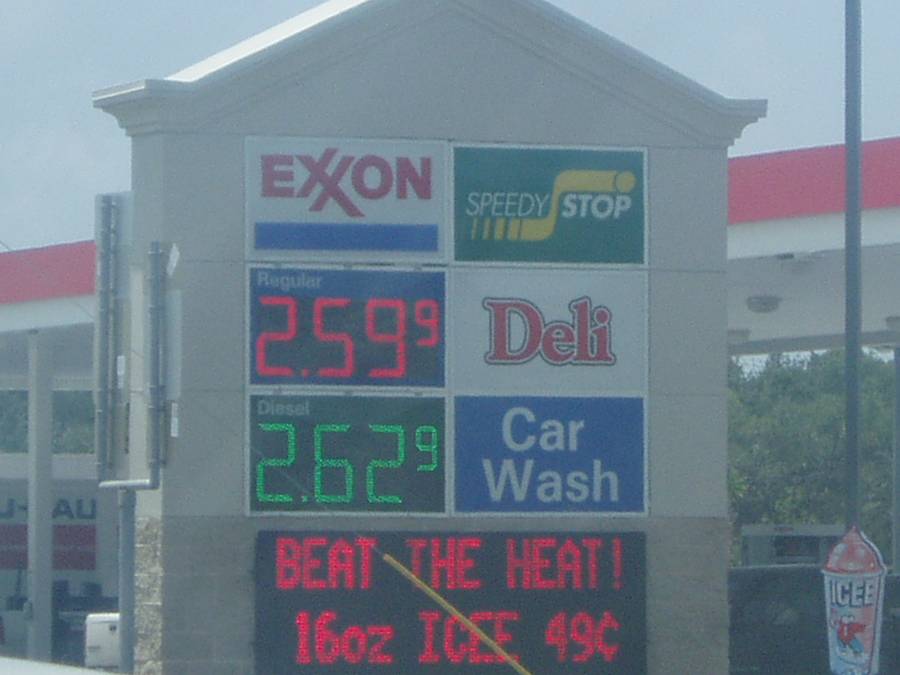 EXXON
SPEEDY STOP
Regular
2.59 9
Deli
Diesel
2.62 9
Car
Wash
BEAT THE HEAT!
16oz ICEE 49¢
ICEE
U-HAU